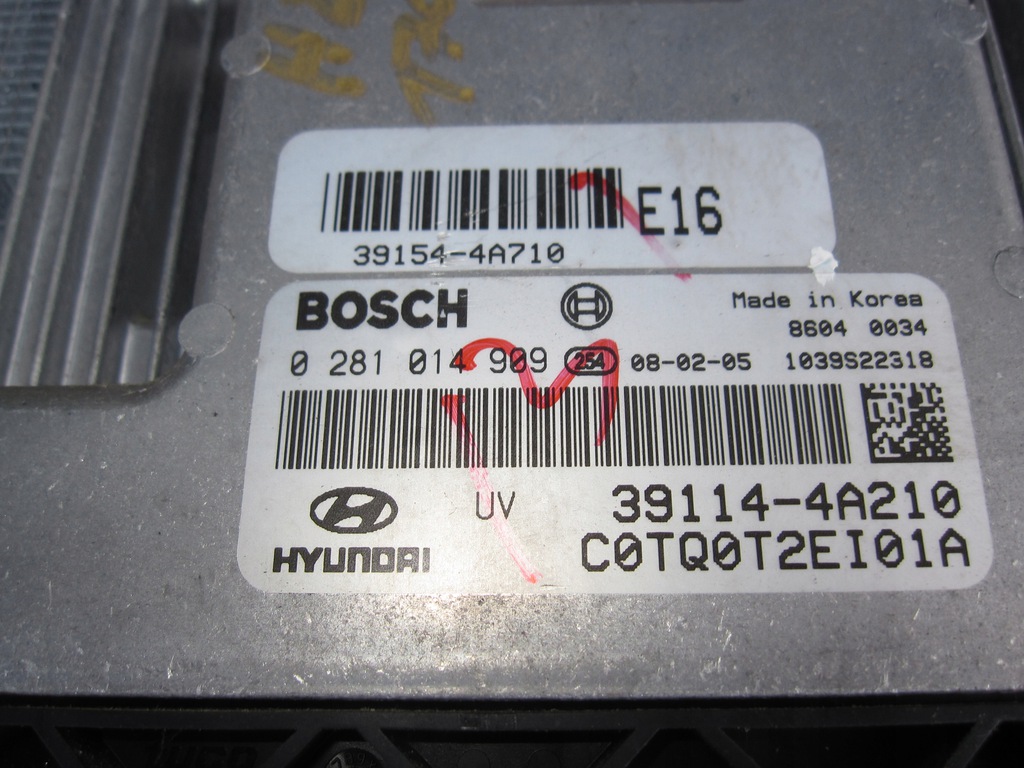 39154-4A710
E16
BOSCH
Made in Korea
8604 0034
0 281 014 909 254 08-02-05 1039S22318
HYUNDAI
UV
39114-4A210
C0TQ0T2EI01A